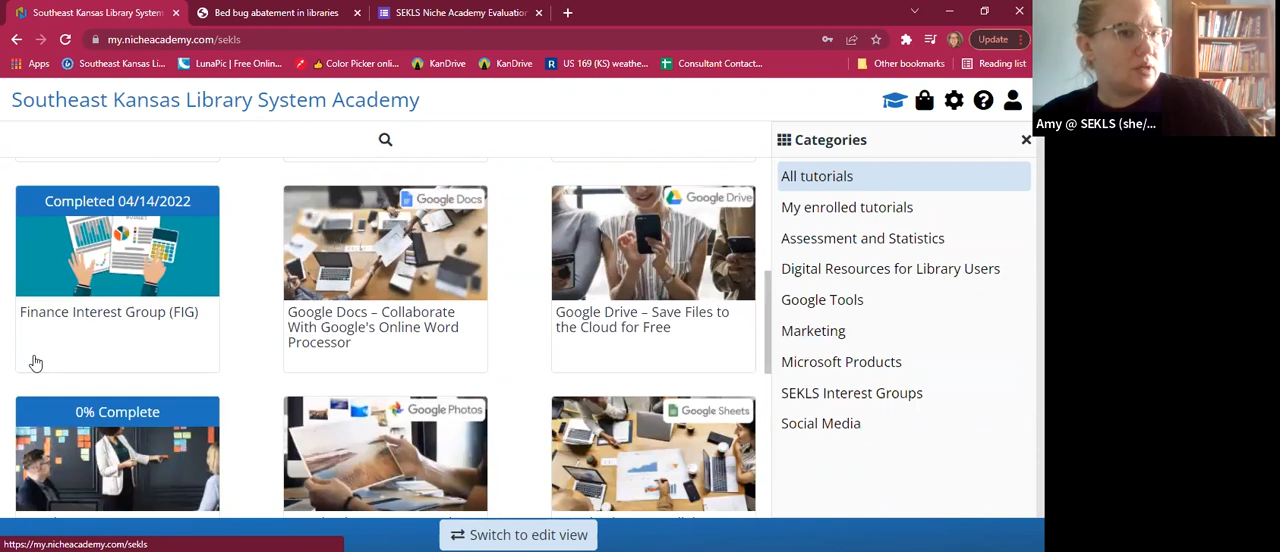 Southeast Kansas Library System
Bed bug abatement in libraries
SEKLS Niche Academy Evaluation
my.nicheacademy.com/sekls
Update
Apps
Southeast Kansas Li...
LunaPic | Free Onlin...
Color Picker onli...
KanDrive
KanDrive
US 169 (KS) weathe...
Consultant Contact...
Other bookmarks
Reading list
Amy @ SEKLS (she/...
Southeast Kansas Library System Academy
Categories
All tutorials
My enrolled tutorials
Assessment and Statistics
Digital Resources for Library Users
Google Tools
Marketing
Microsoft Products
SEKLS Interest Groups
Social Media
Completed 04/14/2022
BUDGET
Finance Interest Group (FIG)
Google Docs
Google Docs – Collaborate
With Google's Online Word
Processor
Google Drive
Google Drive – Save Files to
the Cloud for Free
0% Complete
Google Photos
Google Sheets
Switch to edit view
https://my.nicheacademy.com/sekls